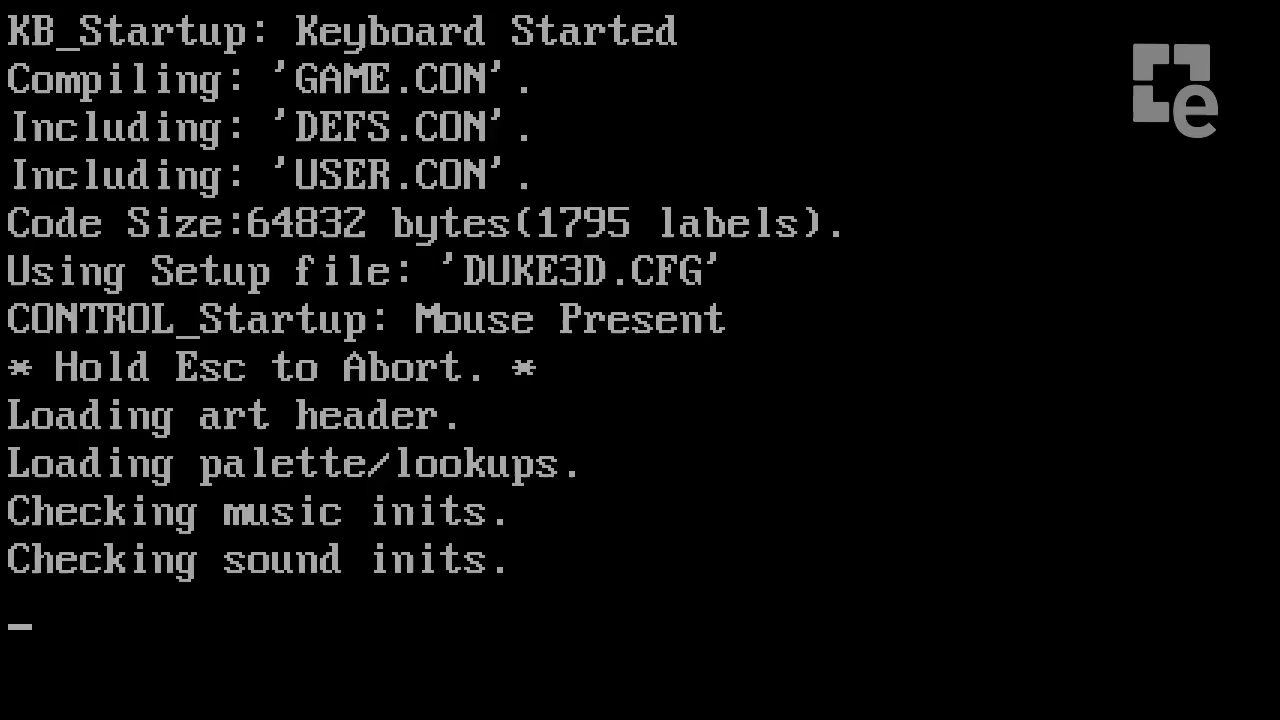 KB_Startup: Keyboard Started
Compiling: 'GAME.CON'.
Including: 'DEFS.CON'.
Including: 'USER.CON'.
Code Size:64832 bytes(1795 labels).
Using Setup file: 'DUKE3D.CFG'
CONTROL_Startup: Mouse Present
* Hold Esc to Abort. *
Loading art header.
Loading palette/lookups.
Checking music inits.
Checking sound inits.
_
e